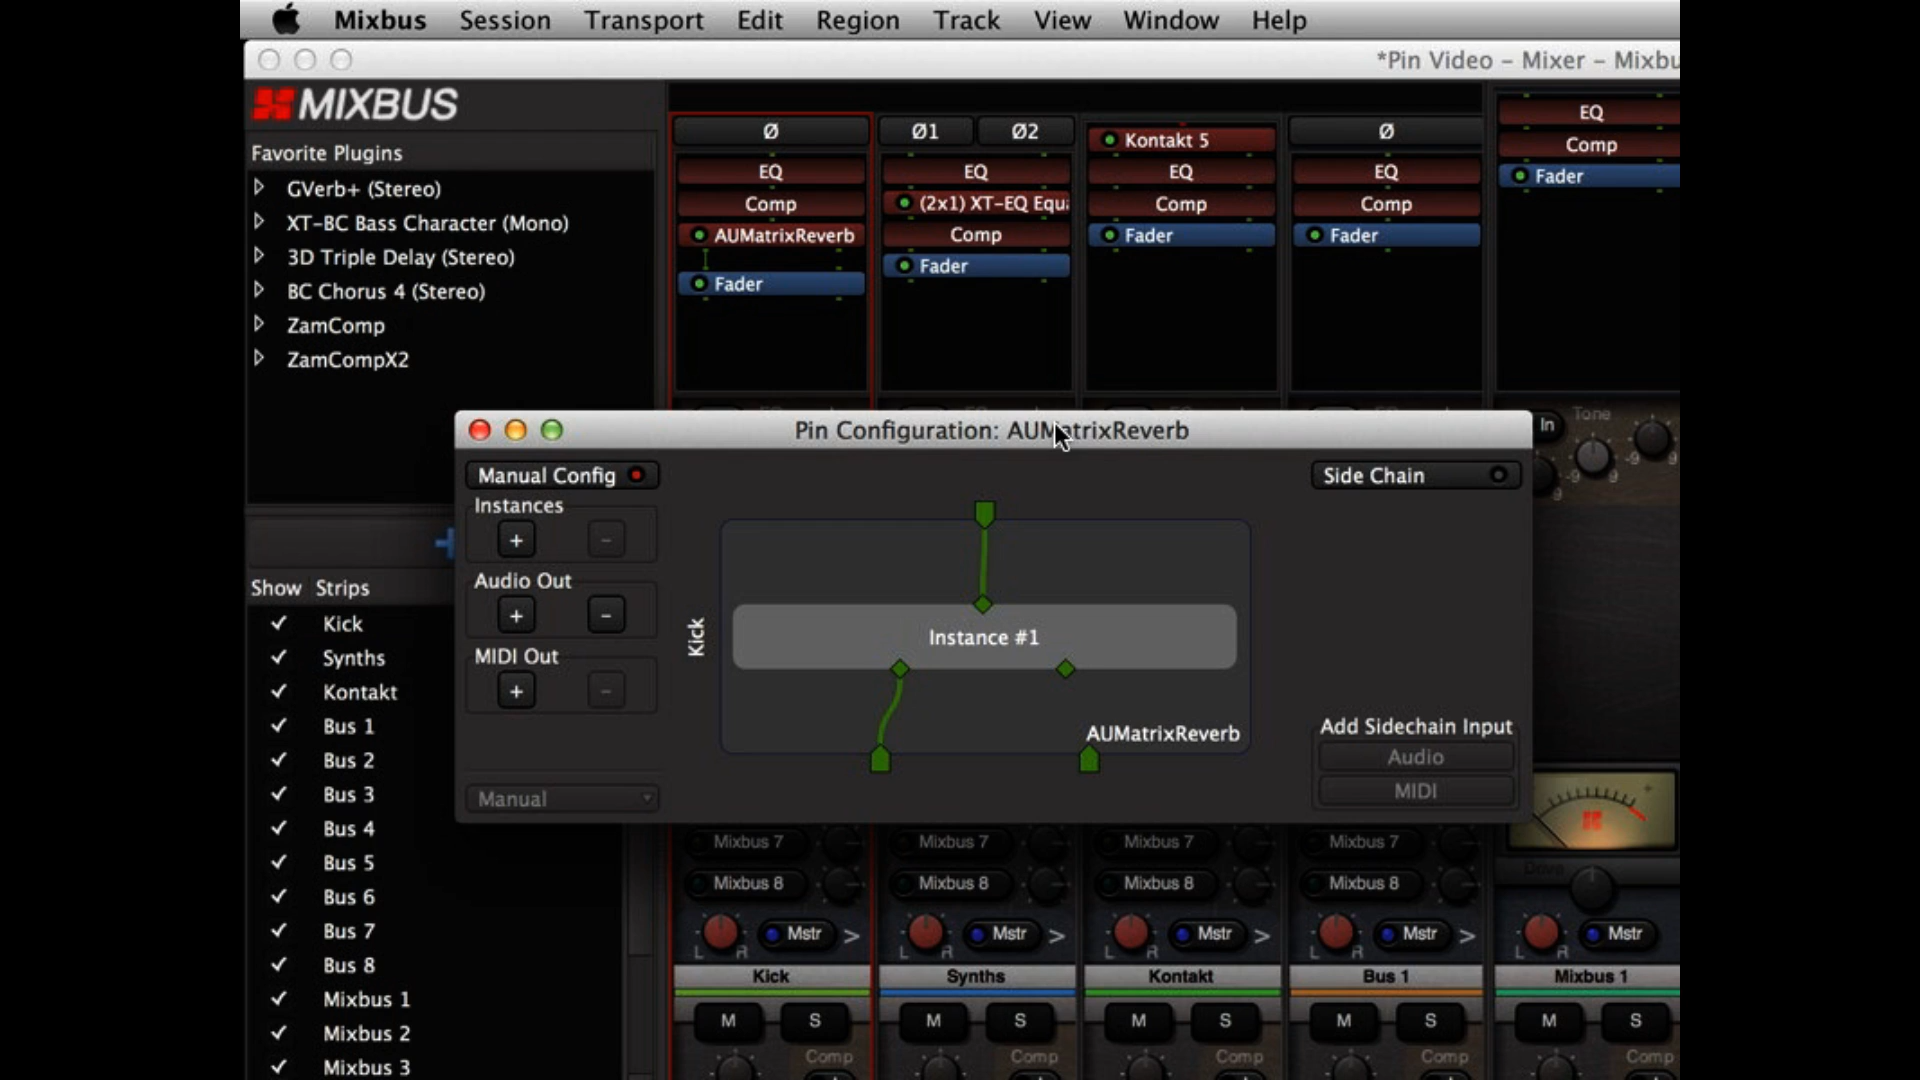 Mixbus Session Transport Edit Region Track View Window Help
*Pin Video – Mixer – Mixbu
MIXBUS
Favorite Plugins
GVerb+ (Stereo)
XT-BC Bass Character (Mono)
3D Triple Delay (Stereo)
BC Chorus 4 (Stereo)
ZamComp
ZamCompX2
Ø
EQ
Comp
AUMatrixReverb
Fader
Ø1 Ø2
EQ
(2x1) XT-EQ Equa
Comp
Fader
Kontakt 5
EQ
Comp
Fader
Ø
EQ
Comp
Fader
EQ
Comp
Fader
In
Tone
-9 9
-9 9
Pin Configuration: AUMatrixReverb
Manual Config
Instances
+ -
Audio Out
+ -
MIDI Out
+ -
Manual
Kick
Instance #1
AUMatrixReverb
Side Chain
Add Sidechain Input
Audio
MIDI
Show Strips
Kick
Synths
Kontakt
Bus 1
Bus 2
Bus 3
Bus 4
Bus 5
Bus 6
Bus 7
Bus 8
Mixbus 1
Mixbus 2
Mixbus 3
Mixbus 7 Mixbus 7 Mixbus 7 Mixbus 7
Drive
Mixbus 8 Mixbus 8 Mixbus 8 Mixbus 8
Mstr > Mstr > Mstr > Mstr > Mstr
L R L R L R L R L R
Kick Synths Kontakt Bus 1 Mixbus 1
M S M S M S M S M S
Comp Comp Comp Comp Comp